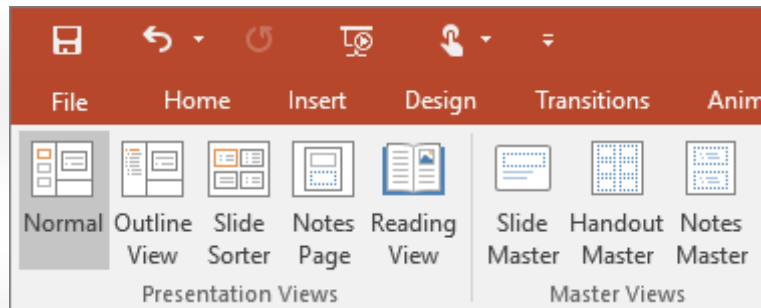 File Home Insert Design Transitions Anim
Normal Outline Slide Notes Reading Slide Handout Notes
View Sorter Page View Master Master Master
Presentation Views Master Views